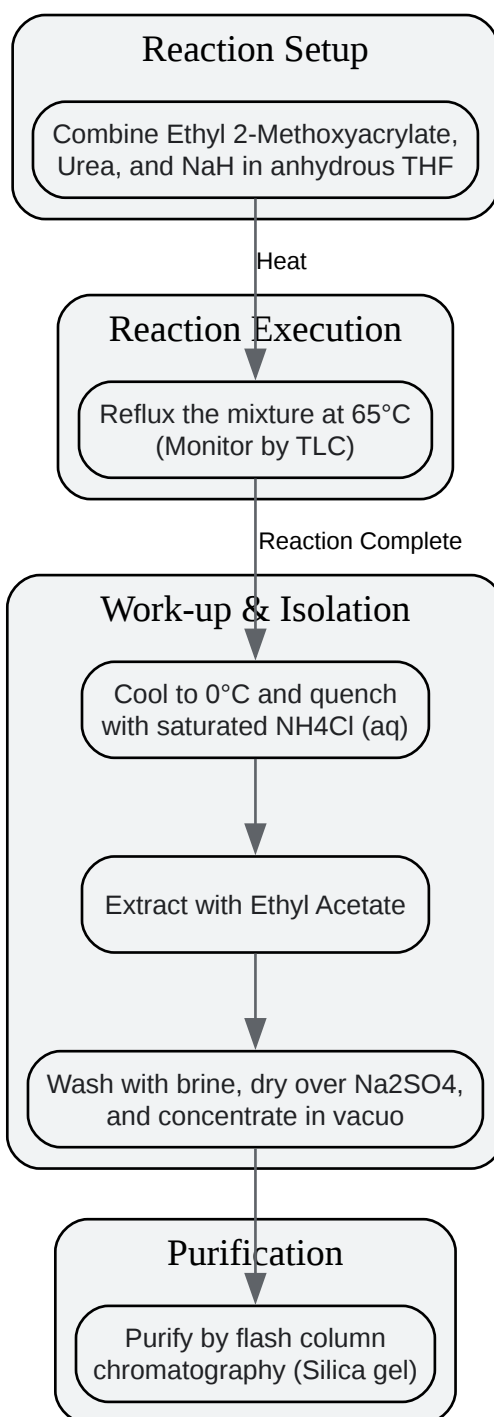 Reaction Setup
Combine Ethyl 2-Methoxyacrylate,
Urea, and NaH in anhydrous THF
Heat
Reaction Execution
Reflux the mixture at 65°C
(Monitor by TLC)
Reaction Complete
Work-up & Isolation
Cool to 0°C and quench
with saturated NH4Cl (aq)
Extract with Ethyl Acetate
Wash with brine, dry over Na2SO4,
and concentrate in vacuo
Purification
Purify by flash column
chromatography (Silica gel)